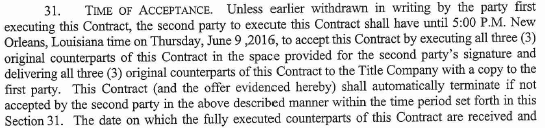 31. TIME OF ACCEPTANCE. Unless earlier withdrawn in writing by the party first
executing this Contract, the second party to execute this Contract shall have until 5:00 P.M. New
Orleans, Louisiana time on Thursday, June 9 ,2016, to accept this Contract by executing all three (3)
original counterparts of this Contract in the space provided for the second party's signature and
delivering all three (3) original counterparts of this Contract to the Title Company with a copy to the
first party. This Contract (and the offer evidenced hereby) shall automatically terminate if not
accepted by the second party in the above described manner within the time period set forth in this
Section 31. The date on which the fully executed counterparts of this Contract are received and